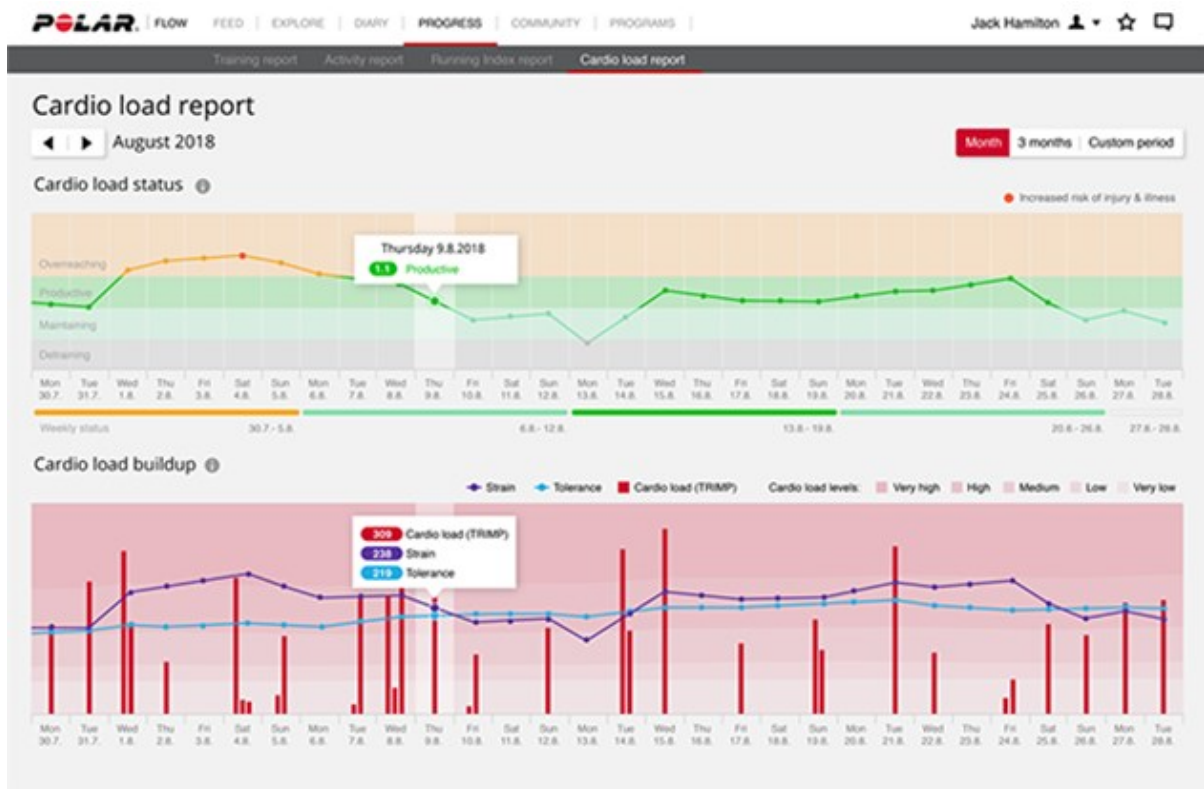 POLAR. FLOW FEED EXPLORE DIARY PROGRESS COMMUNITY PROGRAMS Jack Hamilton
Training report Activity report Running Index report Cardio load report
Cardio load report
August 2018 Month 3 months Custom period
Cardio load status
Increased risk of injury & illness
Thursday 9.8.2018
1.1 Productive
Overreaching
Productive
Maintaining
Detraining
Mon Tue Wed Thu Fri Sat Sun Mon Tue Wed Thu Fri Sat Sun Mon Tue Wed Thu Fri Sat Sun Mon Tue Wed Thu Fri Sat Sun Mon Tue
30.7. 31.7. 1.8. 2.8. 3.8. 4.8. 5.8. 6.8. 7.8. 8.8. 9.8. 10.8. 11.8. 12.8. 13.8. 14.8. 15.8. 16.8. 17.8. 18.8. 19.8. 20.8. 21.8. 22.8. 23.8. 24.8. 25.8. 26.8. 27.8. 28.8.
Weekly status 30.7.- 5.8. 6.8.- 12.8. 13.8.- 19.8. 20.6.- 26.8. 27.8.- 28.8.
Cardio load buildup
Strain Tolerance Cardio load (TRIMP) Cardio load levels: Very high High Medium Low Very low
309 Cardio load (TRIMP)
238 Strain
219 Tolerance
Mon Tue Wed Thu Fri Sat Sun Mon Tue Wed Thu Fri Sat Sun Mon Tue Wed Thu Fri Sat Sun Mon Tue Wed Thu Fri Sat Sun Mon Tue
30.7. 31.7. 1.8. 2.8. 3.8. 4.8. 5.8. 6.8. 7.8. 8.8. 9.8. 10.8. 11.8. 12.8. 13.8. 14.8. 15.8. 16.8. 17.8. 18.8. 19.8. 20.8. 21.8. 22.8. 23.8. 24.8. 25.8. 26.8. 27.8. 28.8.